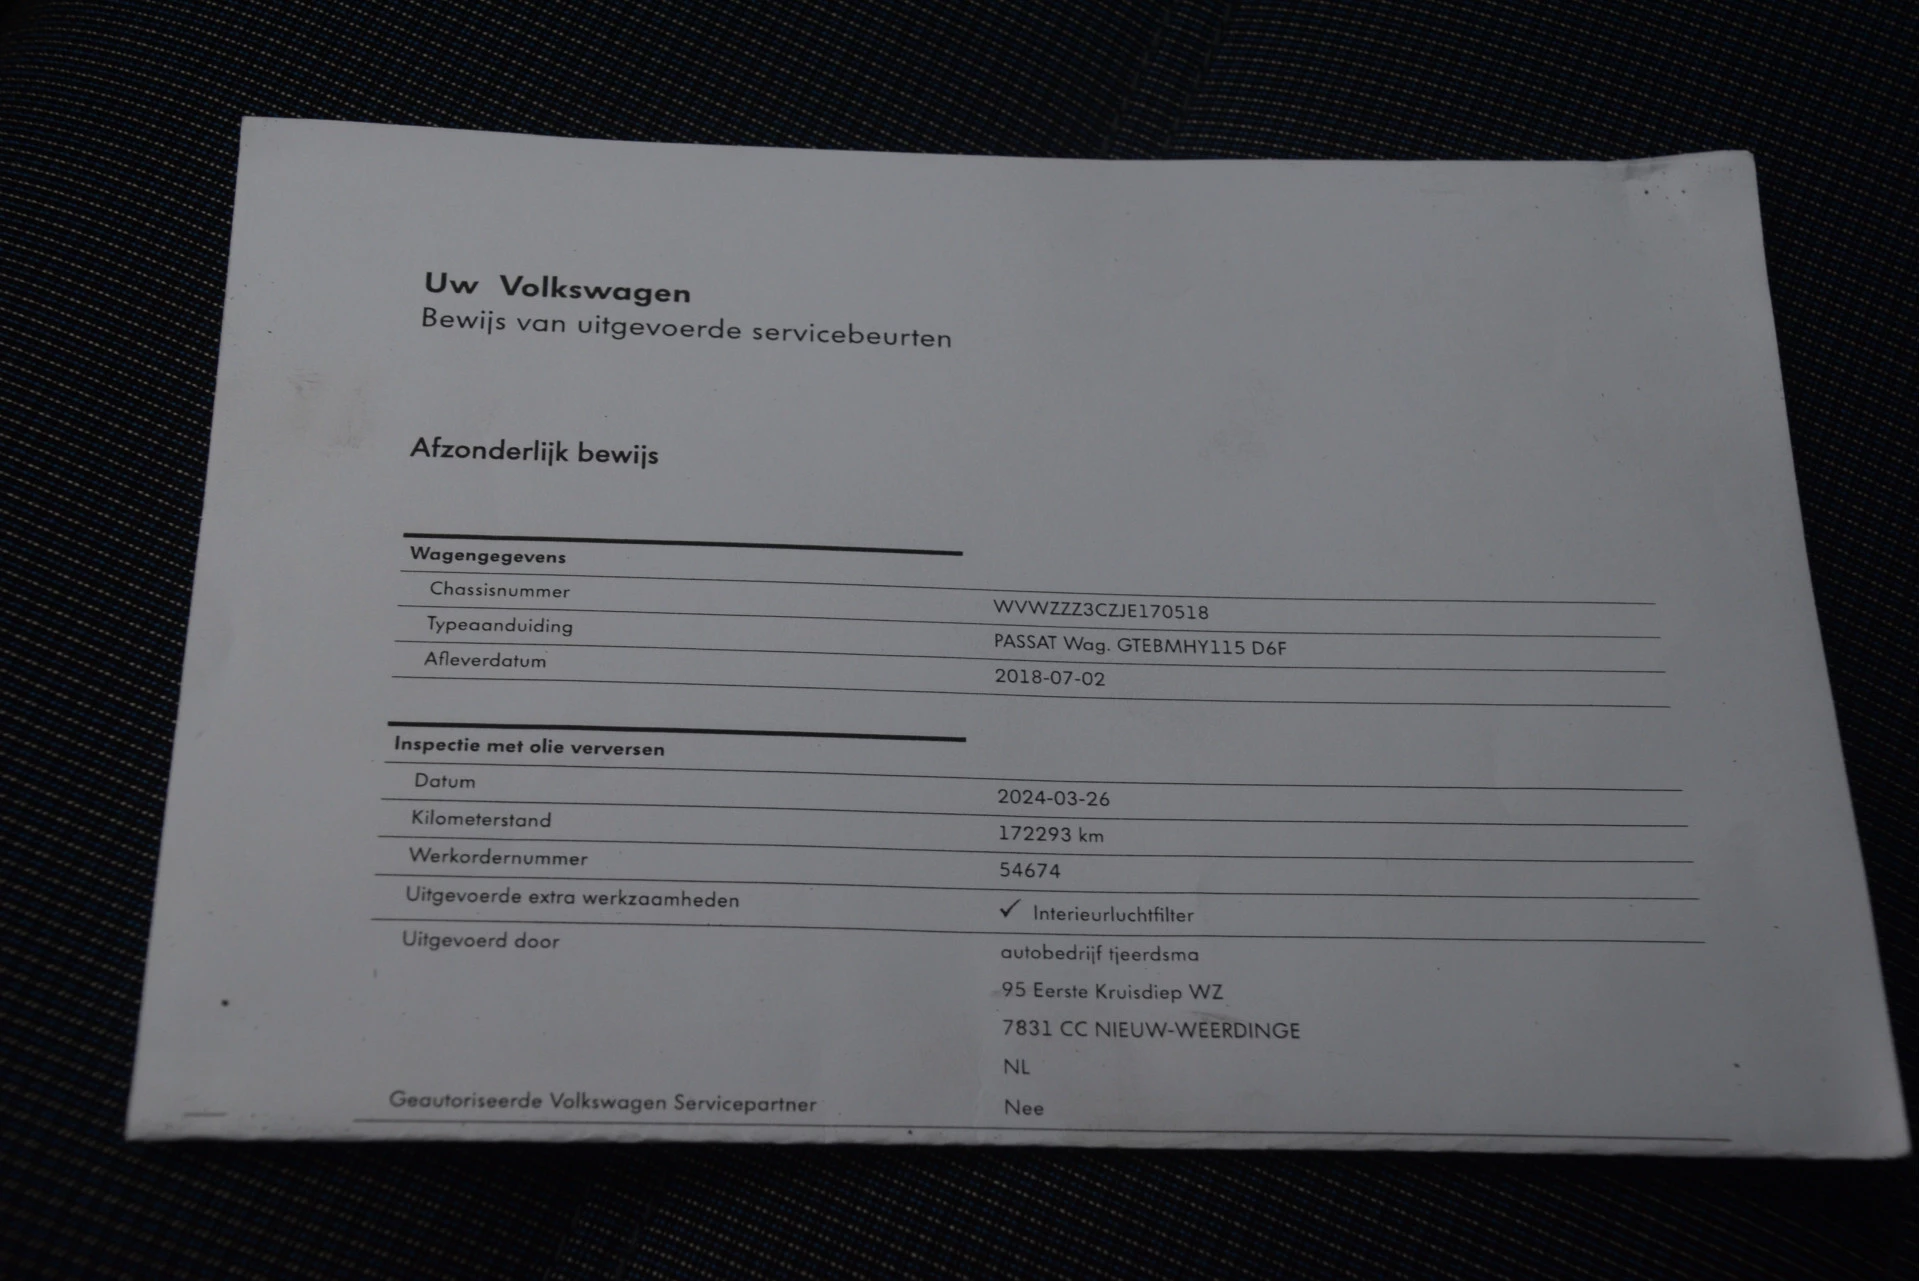 Uw Volkswagen
Bewijs van uitgevoerde servicebeurten
Afzonderlijk bewijs
Wagengegevens
Chassisnummer WVWZZZ3CZJE170518
Typeaanduiding PASSAT Wag. GTEBMHY115 D6F
Afleverdatum 2018-07-02
Inspectie met olie verversen
Datum 2024-03-26
Kilometerstand 172293 km
Werkordernummer 54674
Uitgevoerde extra werkzaamheden ✓ Interieurluchtfilter
Uitgevoerd door autobedrijf tjeerdsma
95 Eerste Kruisdiep WZ
7831 CC NIEUW-WEERDINGE
NL
Geautoriseerde Volkswagen Servicepartner Nee